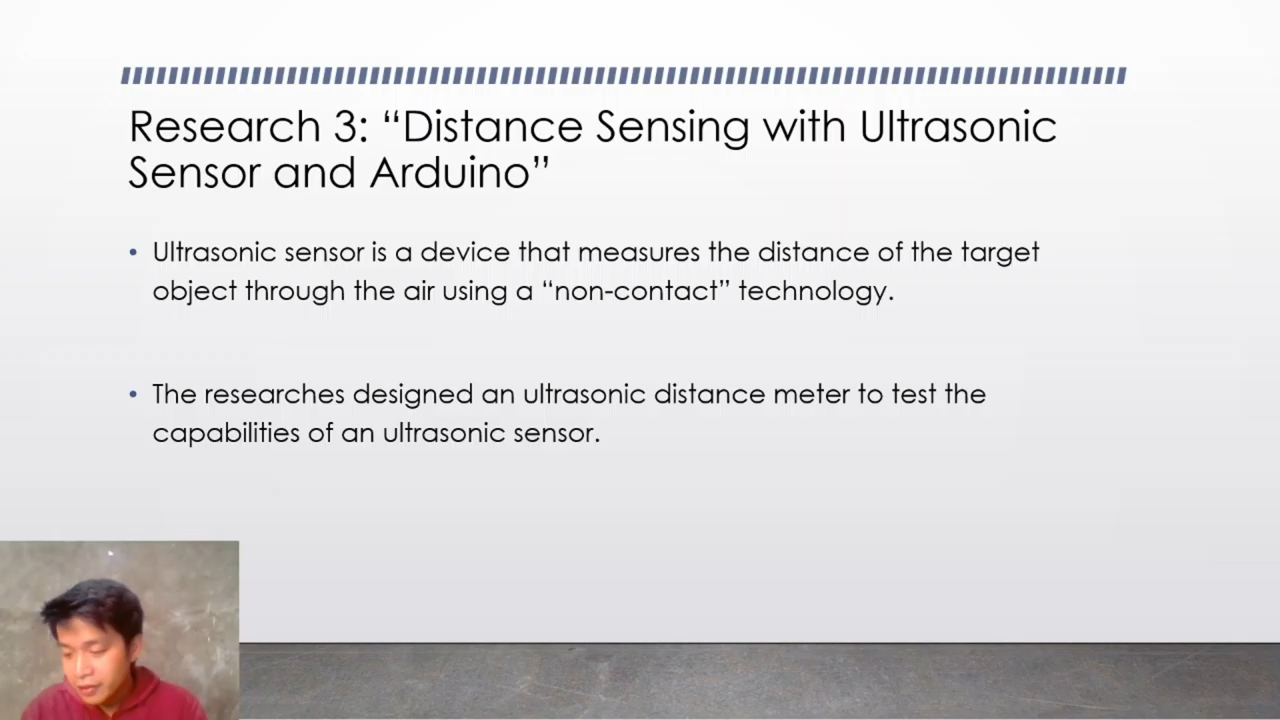 Research 3: “Distance Sensing with Ultrasonic
Sensor and Arduino”
• Ultrasonic sensor is a device that measures the distance of the target
object through the air using a “non-contact” technology.
• The researches designed an ultrasonic distance meter to test the
capabilities of an ultrasonic sensor.